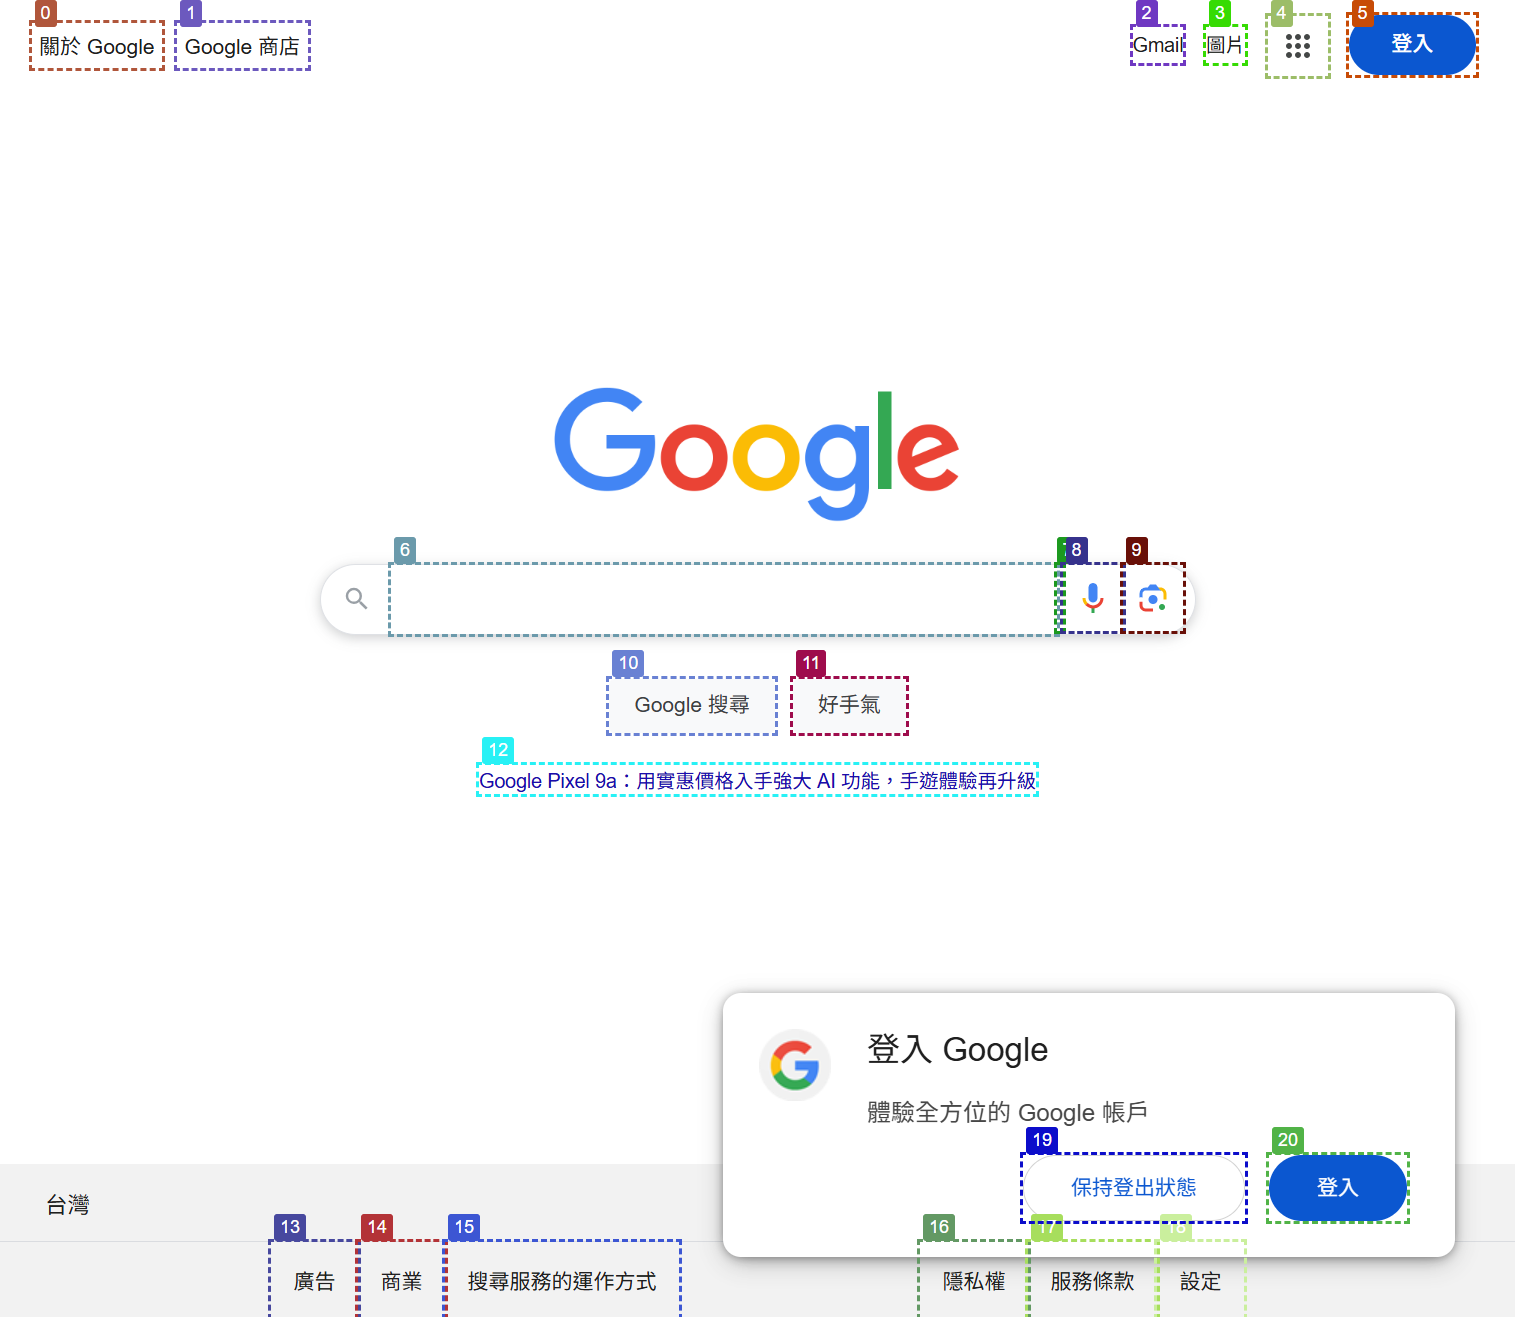 0
1
2
3
4
5
關於 Google
Google 商店
Gmail
圖片
登入
Google
6
8
9
10
11
Google 搜尋
好手氣
12
Google Pixel 9a：用實惠價格入手強大 AI 功能，手遊體驗再升級
登入 Google
體驗全方位的 Google 帳戶
19
20
保持登出狀態
登入
台灣
13
14
15
16
17
18
廣告
商業
搜尋服務的運作方式
隱私權
服務條款
設定